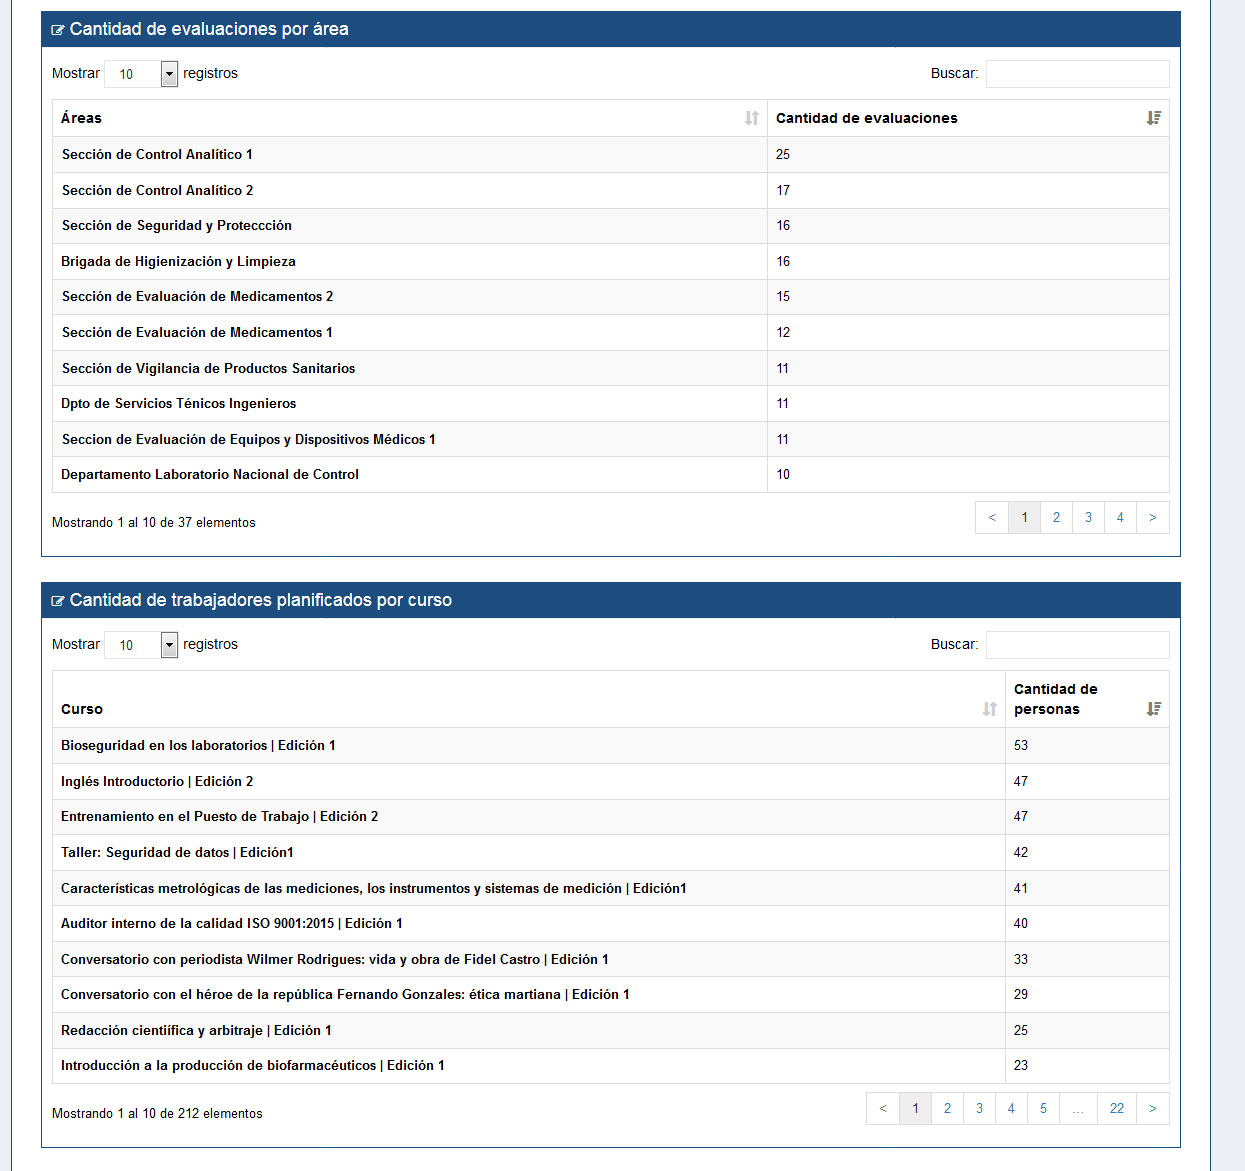 Cantidad de evaluaciones por área
Mostrar 10 registros Buscar:
Áreas Cantidad de evaluaciones
Sección de Control Analítico 1 25
Sección de Control Analítico 2 17
Sección de Seguridad y Proteccción 16
Brigada de Higienización y Limpieza 16
Sección de Evaluación de Medicamentos 2 15
Sección de Evaluación de Medicamentos 1 12
Sección de Vigilancia de Productos Sanitarios 11
Dpto de Servicios Ténicos Ingenieros 11
Seccion de Evaluación de Equipos y Dispositivos Médicos 1 11
Departamento Laboratorio Nacional de Control 10
Mostrando 1 al 10 de 37 elementos < 1 2 3 4 >
Cantidad de trabajadores planificados por curso
Mostrar 10 registros Buscar:
Curso Cantidad de personas
Bioseguridad en los laboratorios | Edición 1 53
Inglés Introductorio | Edición 2 47
Entrenamiento en el Puesto de Trabajo | Edición 2 47
Taller: Seguridad de datos | Edición1 42
Características metrológicas de las mediciones, los instrumentos y sistemas de medición | Edición1 41
Auditor interno de la calidad ISO 9001:2015 | Edición 1 40
Conversatorio con periodista Wilmer Rodrigues: vida y obra de Fidel Castro | Edición 1 33
Conversatorio con el héroe de la república Fernando Gonzales: ética martiana | Edición 1 29
Redacción cientiífica y arbitraje | Edición 1 25
Introducción a la producción de biofarmacéuticos | Edición 1 23
Mostrando 1 al 10 de 212 elementos < 1 2 3 4 5 ... 22 >